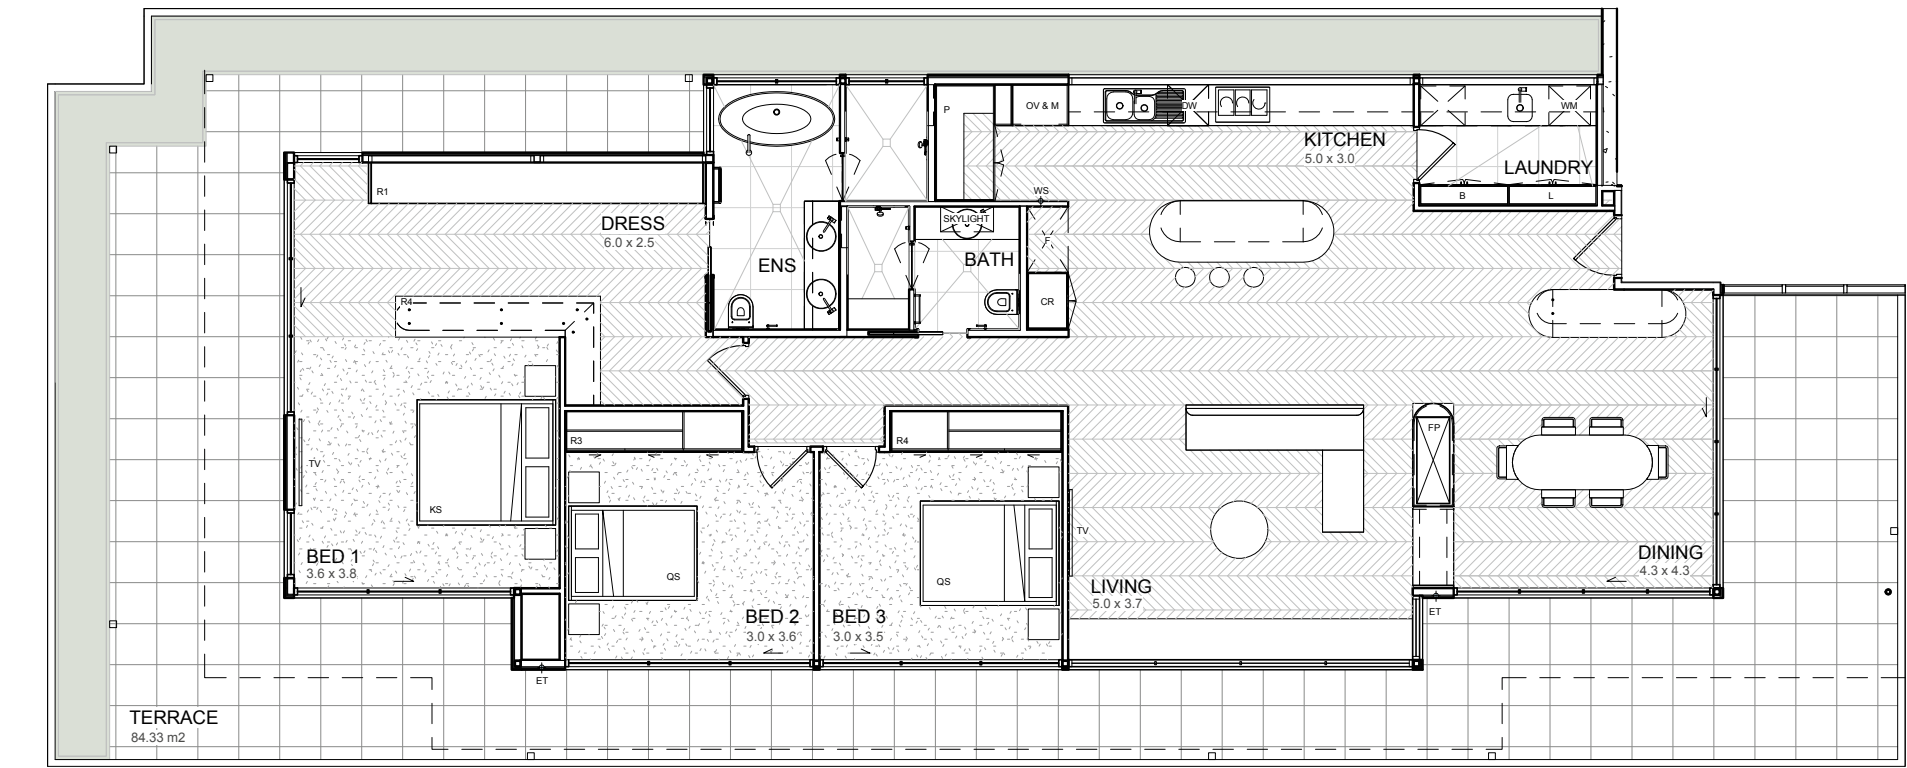 P
OV & M
DW
WM
KITCHEN
5.0 x 3.0
LAUNDRY
B
L
R1
WS
DRESS
6.0 x 2.5
SKYLIGHT
F
ENS
BATH
CR
R4
R3
R4
FP
TV
KS
TV
QS
QS
BED 1
3.6 x 3.8
DINING
4.3 x 4.3
LIVING
5.0 x 3.7
BED 2
3.0 x 3.6
BED 3
3.0 x 3.5
ET
ET
TERRACE
84.33 m2